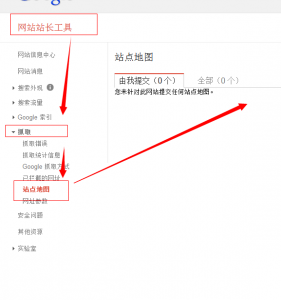 网站站长工具
网站信息中心
网站消息
搜索外观
搜索流量
Google 索引
抓取
抓取错误
抓取统计信息
Google 抓取方式
已拦截的网址
站点地图
网址参数
安全问题
其他资源
实验室
站点地图
由我提交（0 个） 全部（0 个）
您未针对此网站提交任何站点地图。